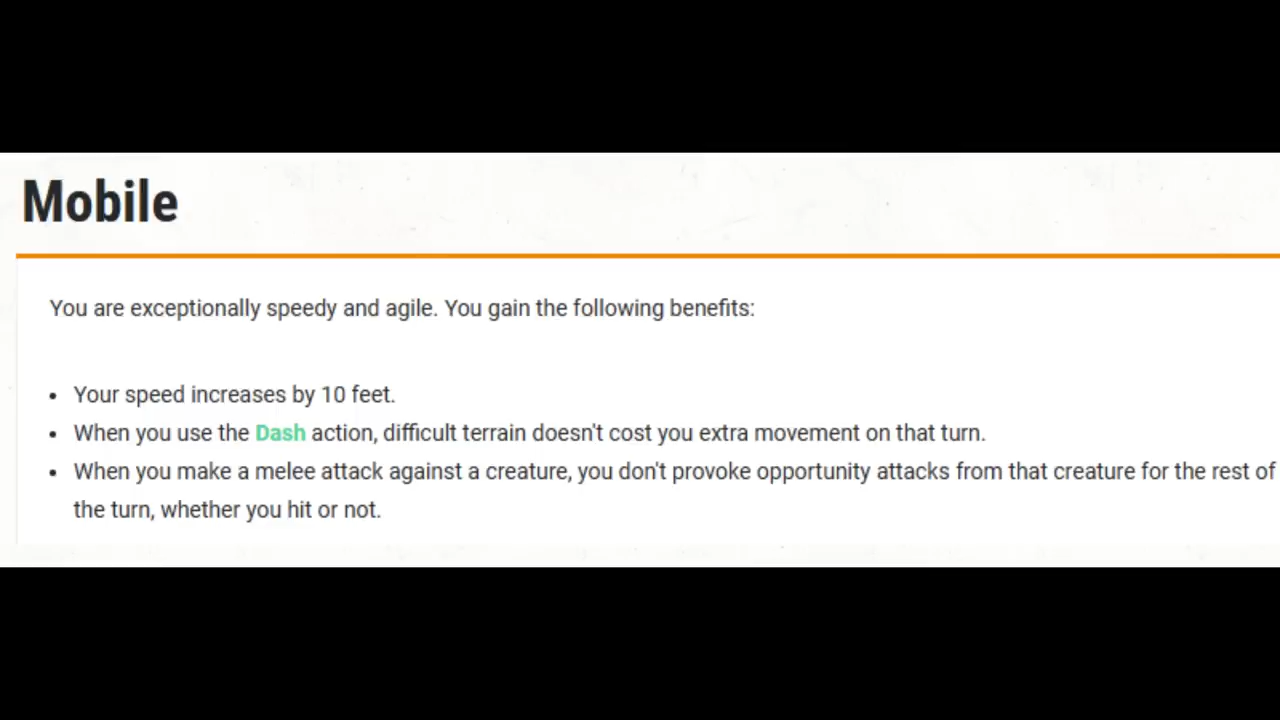 Mobile
You are exceptionally speedy and agile. You gain the following benefits:
• Your speed increases by 10 feet.
• When you use the Dash action, difficult terrain doesn't cost you extra movement on that turn.
• When you make a melee attack against a creature, you don't provoke opportunity attacks from that creature for the rest of
the turn, whether you hit or not.